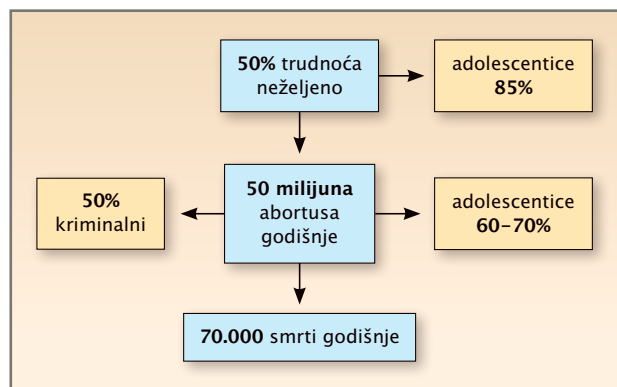 50% trudnoća
neželjeno
adolescentice
85%
50%
kriminalni
50 milijuna
abortusa
godišnje
adolescentice
60–70%
70.000 smrti godišnje